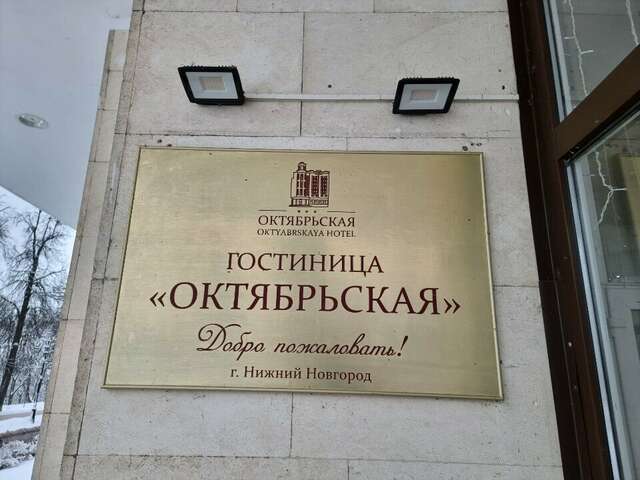 ОКТЯБРЬСКАЯ
OKTYABRSKAYA HOTEL
ГОСТИНИЦА
«ОКТЯБРЬСКАЯ»
Добро пожаловать!
г. Нижний Новгород